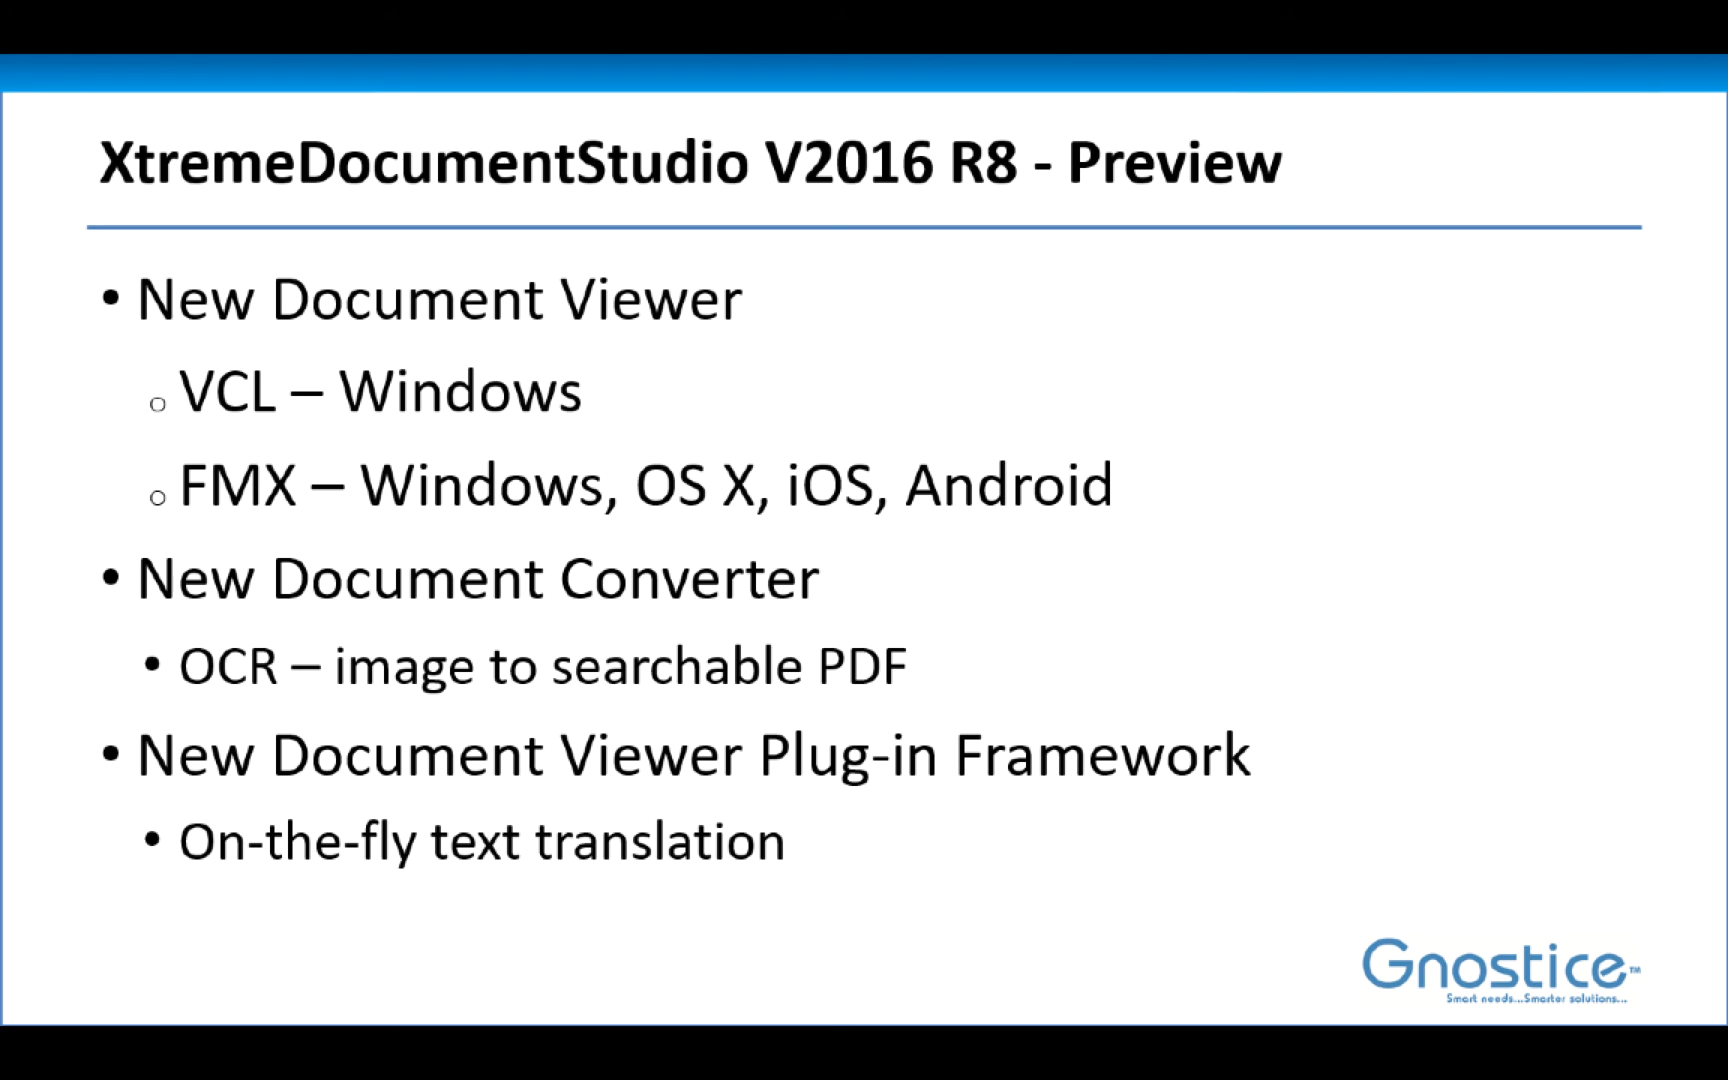 XtremeDocumentStudio V2016 R8 - Preview
• New Document Viewer
o VCL – Windows
o FMX – Windows, OS X, iOS, Android
• New Document Converter
• OCR – image to searchable PDF
• New Document Viewer Plug-in Framework
• On-the-fly text translation
Gnostice™
Smart needs...Smarter solutions...